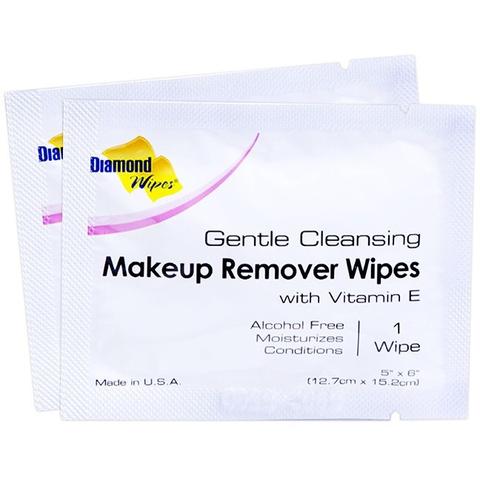 Dia
Diamond
Wipes®
Gentle Cleansing
Makeup Remover Wipes
with Vitamin E
Alcohol Free
Moisturizes
Conditions
1
Wipe
Made in U.S.A.
5" x 6"
(12.7cm x 15.2cm)